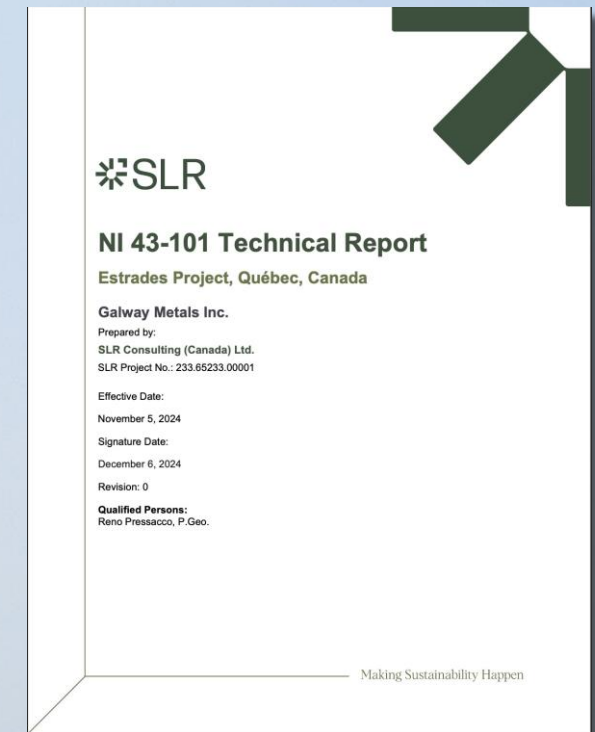 SLR
NI 43-101 Technical Report
Estrades Project, Québec, Canada
Galway Metals Inc.
Prepared by:
SLR Consulting (Canada) Ltd.
SLR Project No.: 233.65233.00001
Effective Date:
November 5, 2024
Signature Date:
December 6, 2024
Revision: 0
Qualified Persons:
Reno Pressacco, P.Geo.
Making Sustainability Happen